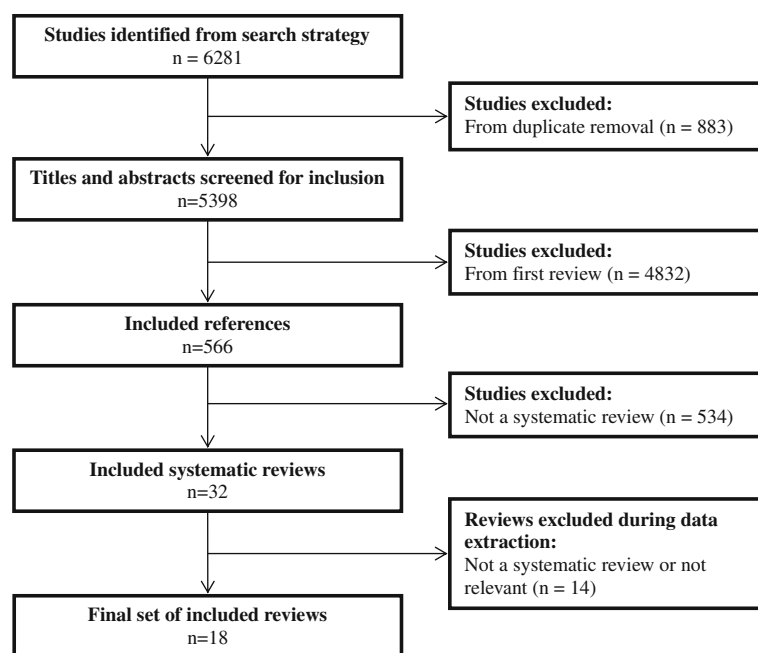 Studies identified from search strategy
n = 6281
Studies excluded:
From duplicate removal (n = 883)
Titles and abstracts screened for inclusion
n=5398
Studies excluded:
From first review (n = 4832)
Included references
n=566
Studies excluded:
Not a systematic review (n = 534)
Included systematic reviews
n=32
Reviews excluded during data
extraction:
Not a systematic review or not
relevant (n = 14)
Final set of included reviews
n=18